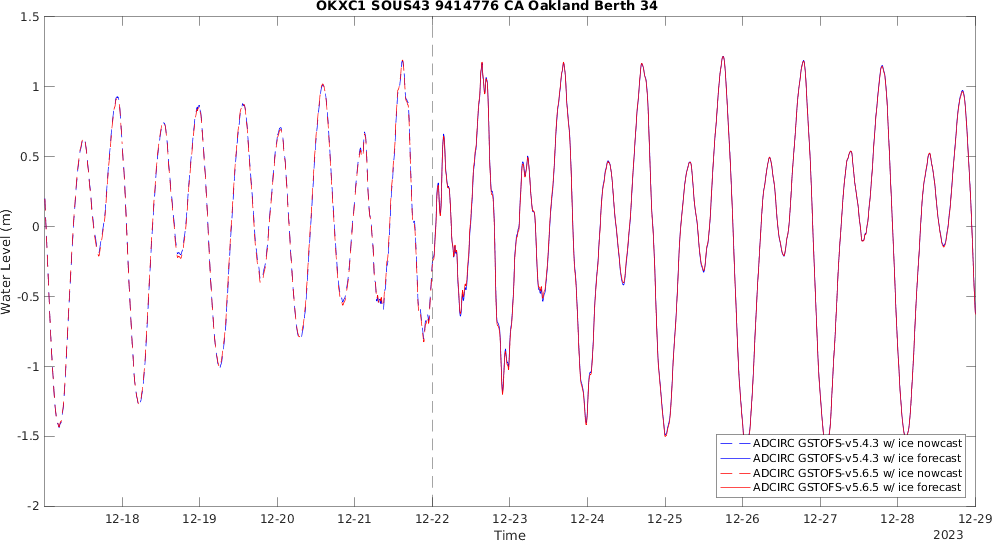 OKXC1 SOUS43 9414776 CA Oakland Berth 34
1.5
1
0.5
0
-0.5
-1
-1.5
-2
Water Level (m)
ADCIRC GSTOFS-v5.4.3 w/ ice nowcast
ADCIRC GSTOFS-v5.4.3 w/ ice forecast
ADCIRC GSTOFS-v5.6.5 w/ ice nowcast
ADCIRC GSTOFS-v5.6.5 w/ ice forecast
12-18 12-19 12-20 12-21 12-22 12-23 12-24 12-25 12-26 12-27 12-28 12-29
Time
2023